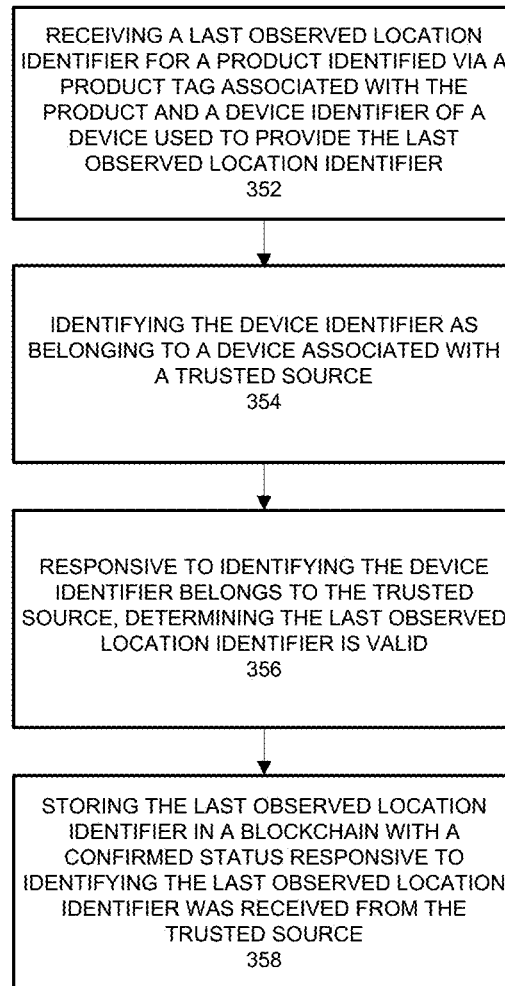 RECEIVING A LAST OBSERVED LOCATION
IDENTIFIER FOR A PRODUCT IDENTIFIED VIA A
PRODUCT TAG ASSOCIATED WITH THE
PRODUCT AND A DEVICE IDENTIFIER OF A
DEVICE USED TO PROVIDE THE LAST
OBSERVED LOCATION IDENTIFIER
352
IDENTIFYING THE DEVICE IDENTIFIER AS
BELONGING TO A DEVICE ASSOCIATED WITH
A TRUSTED SOURCE
354
RESPONSIVE TO IDENTIFYING THE DEVICE
IDENTIFIER BELONGS TO THE TRUSTED
SOURCE, DETERMINING THE LAST OBSERVED
LOCATION IDENTIFIER IS VALID
356
STORING THE LAST OBSERVED LOCATION
IDENTIFIER IN A BLOCKCHAIN WITH A
CONFIRMED STATUS RESPONSIVE TO
IDENTIFYING THE LAST OBSERVED LOCATION
IDENTIFIER WAS RECEIVED FROM THE
TRUSTED SOURCE
358